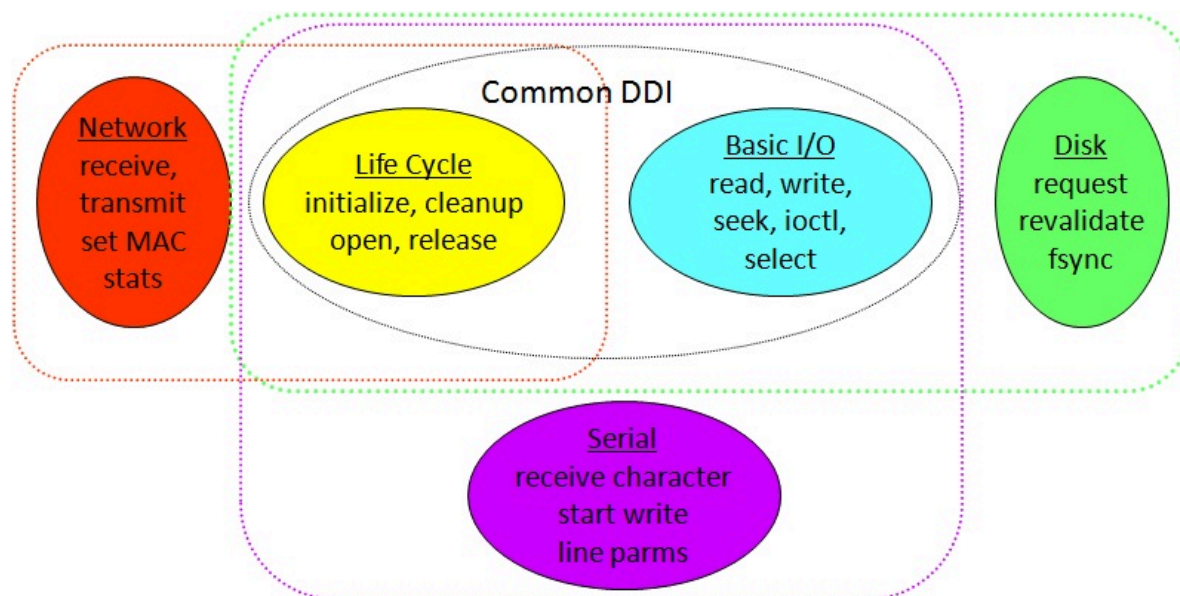 Common DDI
Network
receive,
transmit
set MAC
stats
Life Cycle
initialize, cleanup
open, release
Basic I/O
read, write,
seek, ioctl,
select
Disk
request
revalidate
fsync
Serial
receive character
start write
line parms